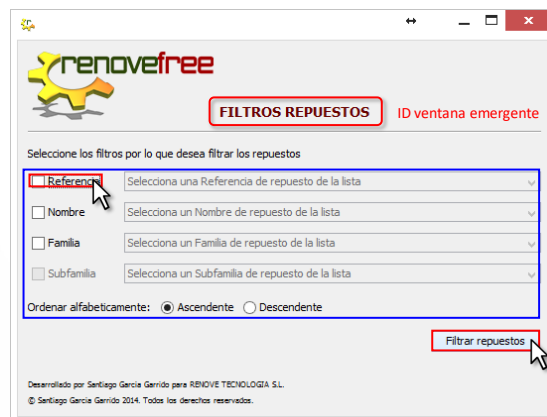 renovefree
FILTROS REPUESTOS
ID ventana emergente
Seleccione los filtros por lo que desea filtrar los repuestos
Referencia
Selecciona una Referencia de repuesto de la lista
Nombre
Selecciona un Nombre de repuesto de la lista
Familia
Selecciona un Familia de repuesto de la lista
Subfamilia
Selecciona un Subfamilia de repuesto de la lista
Ordenar alfabeticamente: Ascendente Descendente
Filtrar repuestos
Desarrollado por Santiago Garcia Garrido para RENOVE TECNOLOGIA S.L.
© Santiago Garcia Garrido 2014. Todos los derechos reservados.